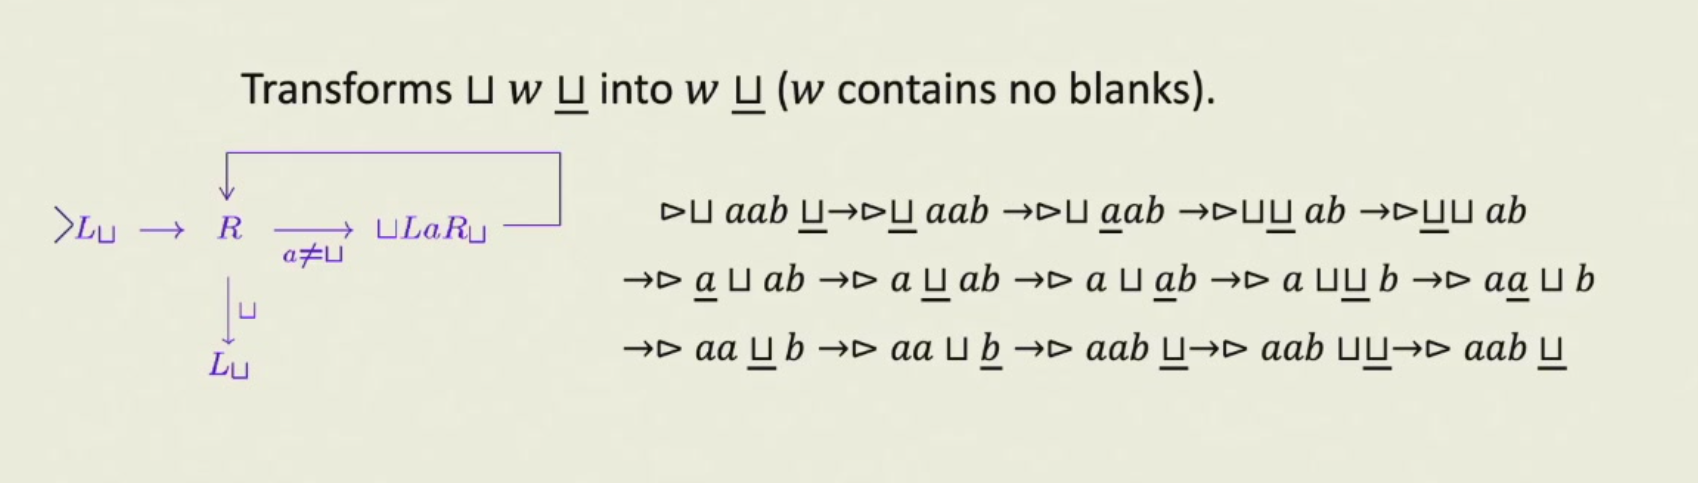 Transforms ⊔ w ⊔ into w ⊔ (w contains no blanks).
>L⊔ → R → ⊔LaR⊔
a≠⊔
⊔
L⊔
⊳⊔ aab ⊔→⊳⊔ aab →⊳⊔ aab →⊳⊔⊔ ab →⊳⊔⊔ ab
→⊳ a ⊔ ab →⊳ a ⊔ ab →⊳ a ⊔ ab →⊳ a ⊔⊔ b →⊳ aa ⊔ b
→⊳ aa ⊔ b →⊳ aa ⊔ b →⊳ aab ⊔→⊳ aab ⊔⊔→⊳ aab ⊔